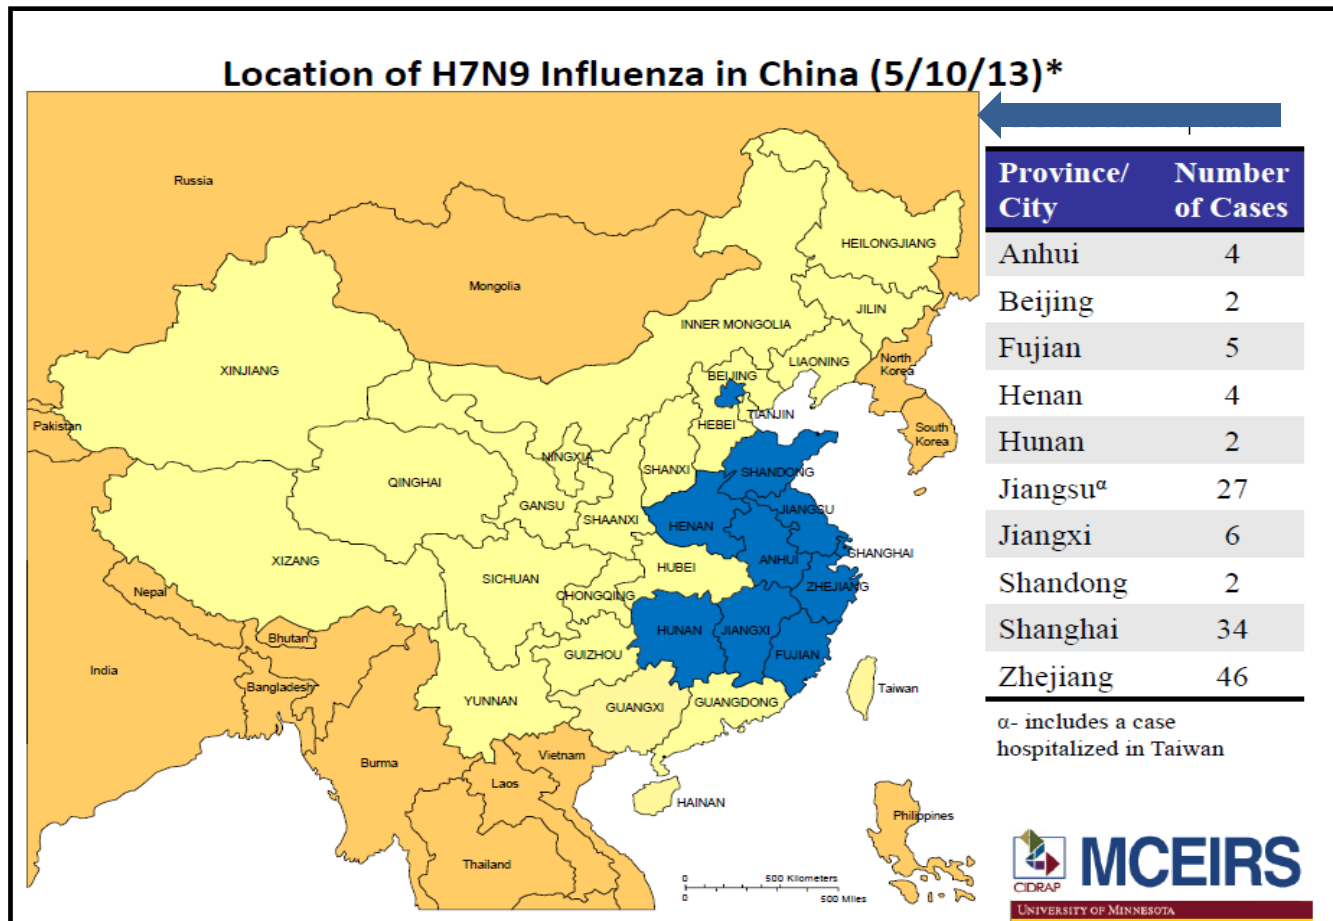 Location of H7N9 Influenza in China (5/10/13)*
Russia
Mongolia
HEILONGJIANG
JILIN
INNER MONGOLIA
LIAONING
North
Korea
XINJIANG
BEIJING
TIANJIN
HEBEI
South
Korea
Pakistan
NINGXIA
SHANXI
SHANDONG
QINGHAI
GANSU
SHAANXI
HENAN
JIANGSU
SHANGHAI
XIZANG
SICHUAN
HUBEI
ANHUI
ZHEJIANG
CHONGQING
Nepal
Bhutan
HUNAN
JIANGXI
FUJIAN
GUIZHOU
India
Bangladesh
YUNNAN
GUANGXI
GUANGDONG
Taiwan
Burma
Vietnam
Laos
HAINAN
Philippines
Thailand
0 500 Kilometers
0 500 Miles
Province/ Number
City of Cases
Anhui 4
Beijing 2
Fujian 5
Henan 4
Hunan 2
Jiangsuα 27
Jiangxi 6
Shandong 2
Shanghai 34
Zhejiang 46
α- includes a case
hospitalized in Taiwan
CIDRAP
MCEIRS
UNIVERSITY OF MINNESOTA